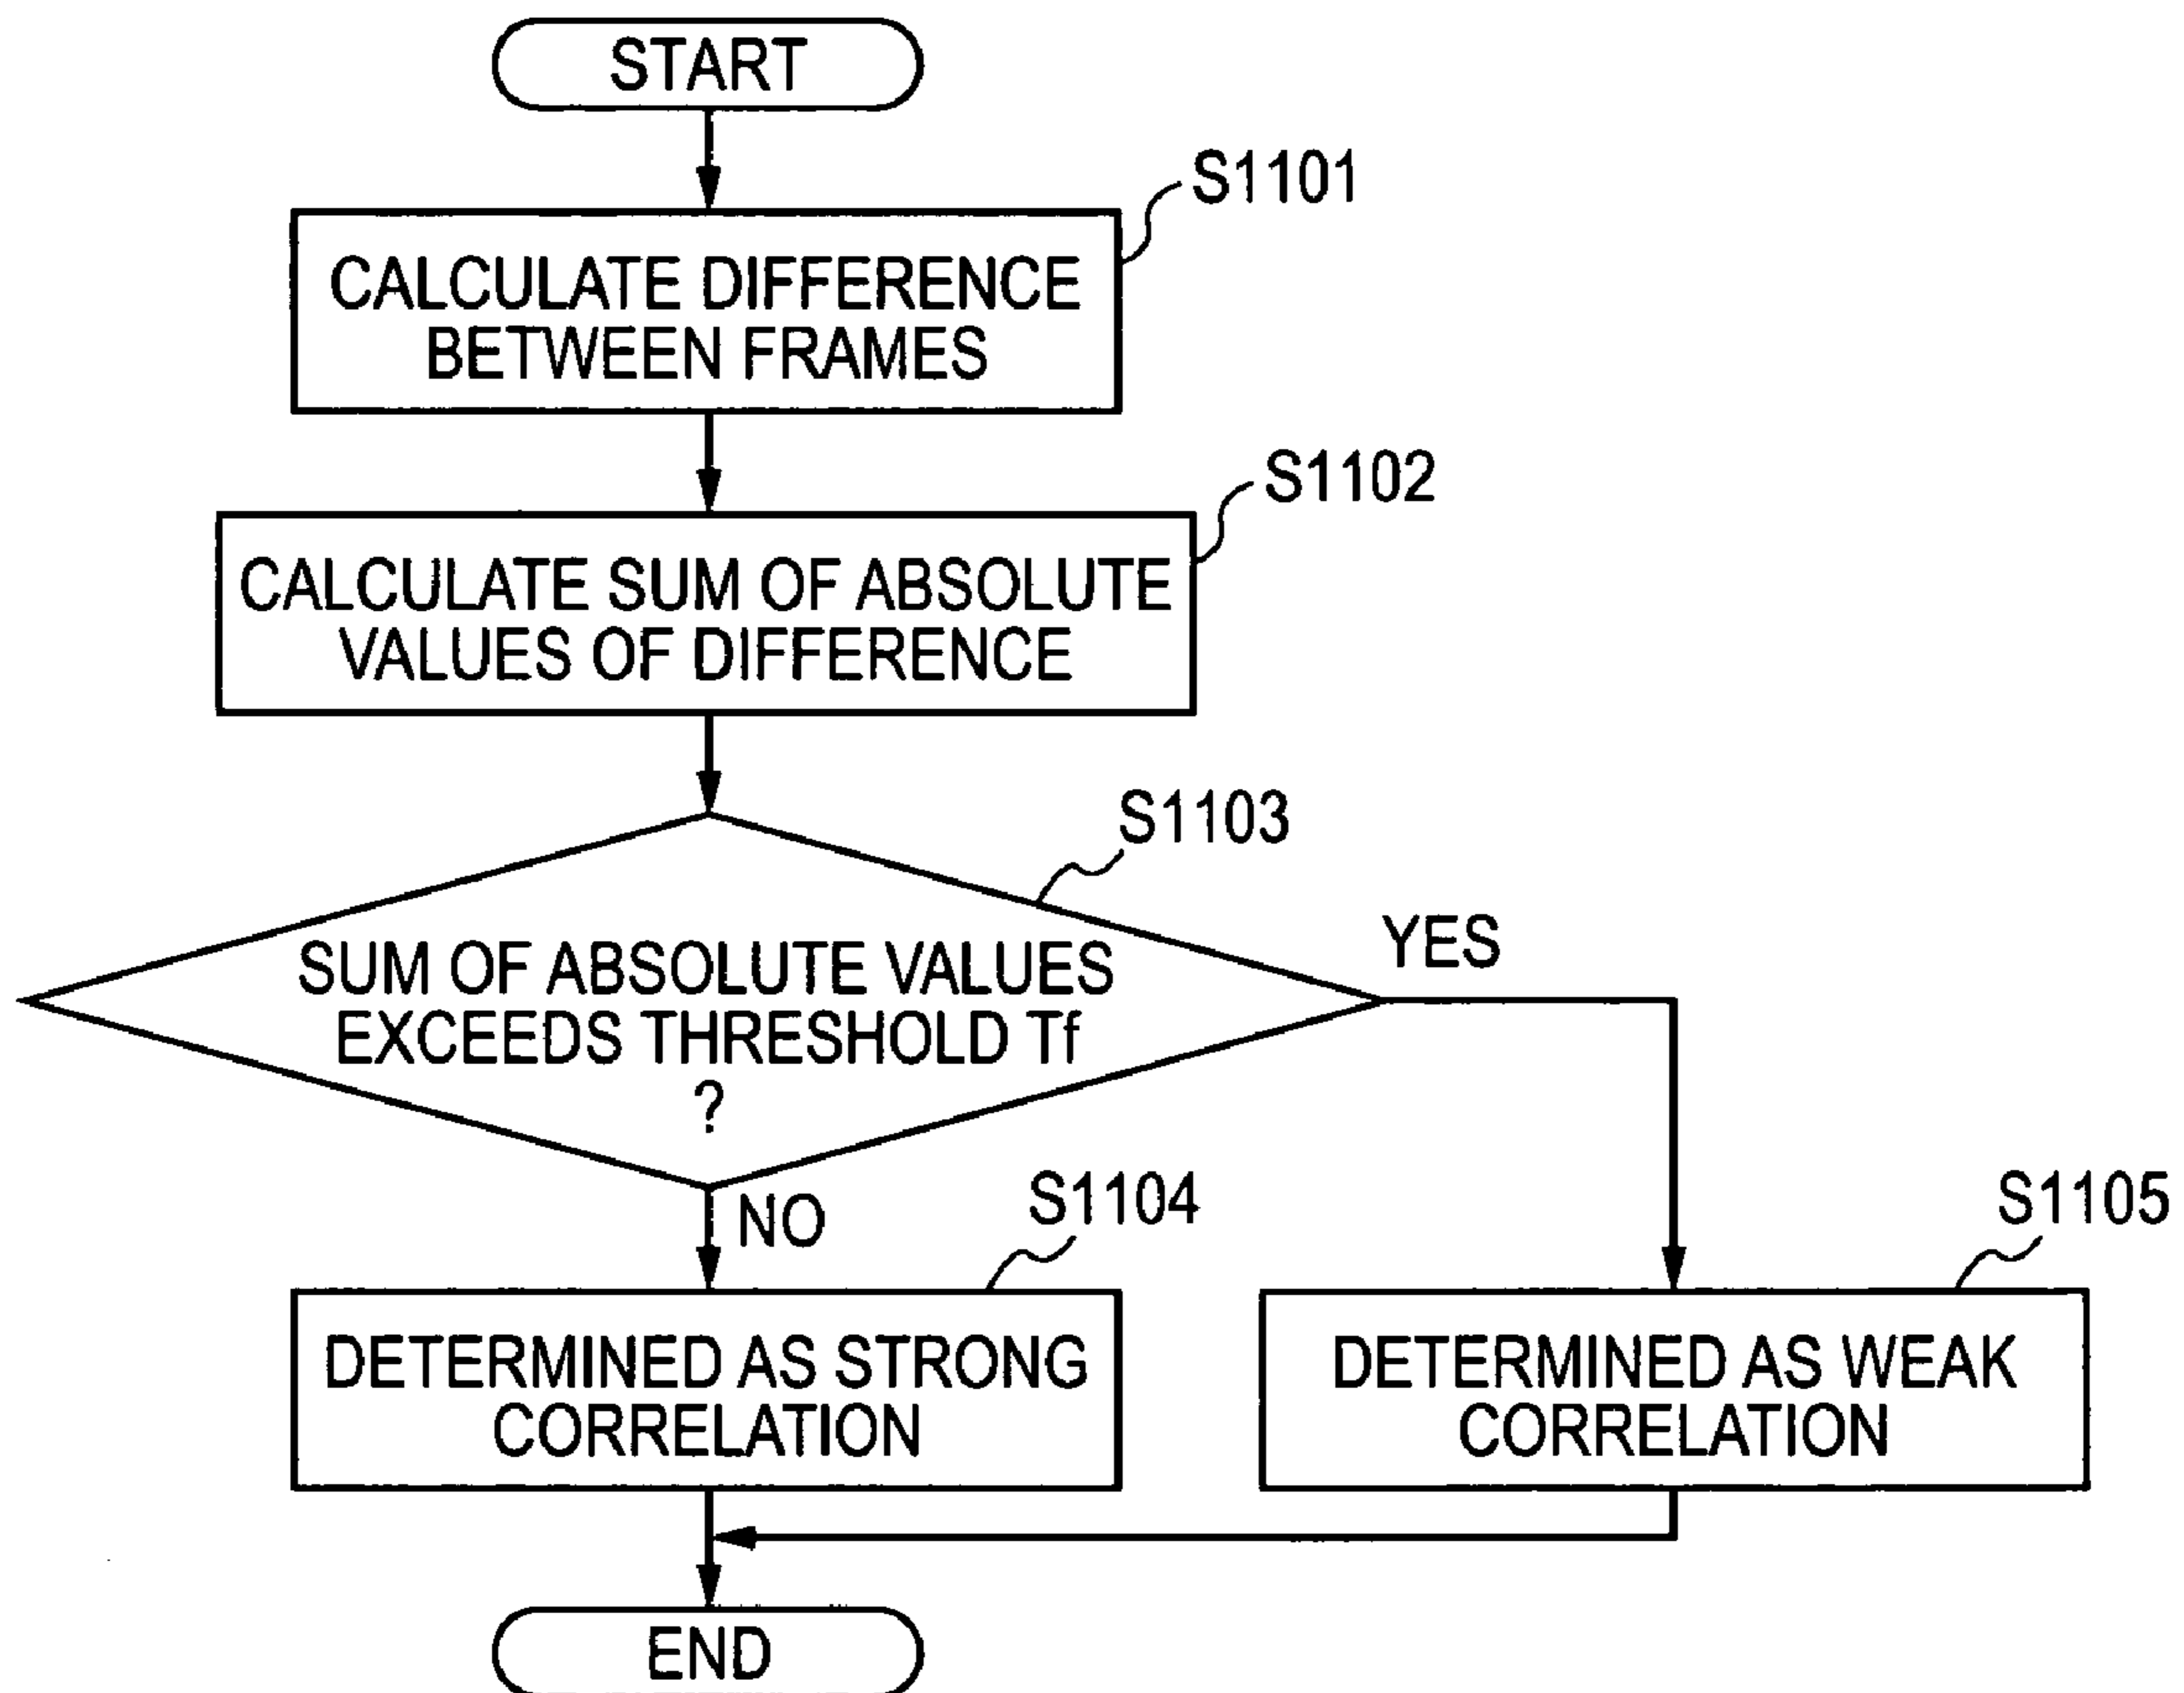 START
S1101
CALCULATE DIFFERENCE
BETWEEN FRAMES
S1102
CALCULATE SUM OF ABSOLUTE
VALUES OF DIFFERENCE
S1103
SUM OF ABSOLUTE VALUES
EXCEEDS THRESHOLD Tf
?
YES
NO
S1104
DETERMINED AS STRONG
CORRELATION
S1105
DETERMINED AS WEAK
CORRELATION
END